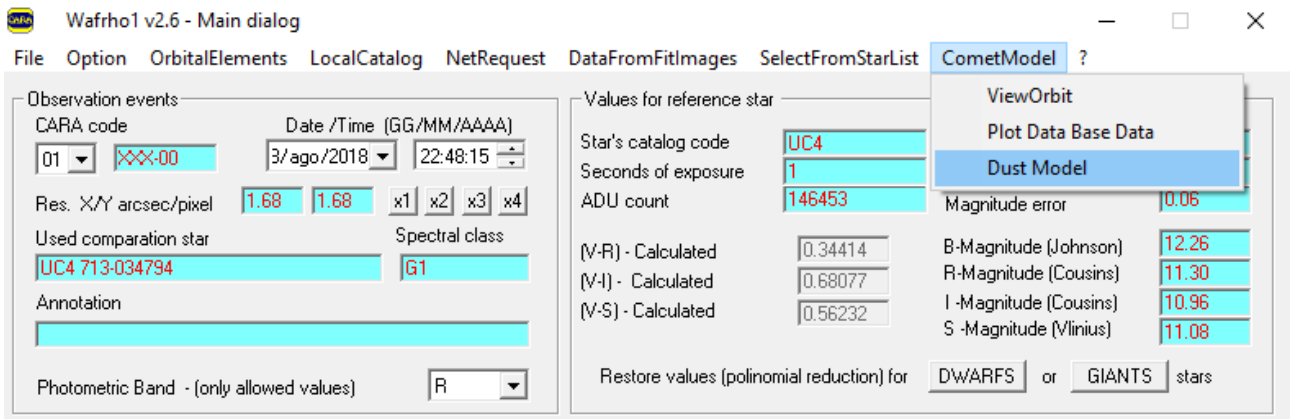 CARA Wafrho1 v2.6 - Main dialog
File Option OrbitalElements LocalCatalog NetRequest DataFromFitImages SelectFromStarList CometModel ?
ViewOrbit
Plot Data Base Data
Dust Model
Observation events
CARA code Date /Time (GG/MM/AAAA)
01 XXX-00 3/ago/2018 22:48:15
Res. X/Y arcsec/pixel 1.68 1.68 x1 x2 x3 x4
Used comparation star Spectral class
UC4 713-034794 G1
Annotation
Photometric Band - (only allowed values) R
Values for reference star
Star's catalog code UC4
Seconds of exposure 1
ADU count 146453 Magnitude error 0.06
(V-R) - Calculated 0.34414 B-Magnitude (Johnson) 12.26
(V-I) - Calculated 0.68077 R-Magnitude (Cousins) 11.30
(V-S) - Calculated 0.56232 I -Magnitude (Cousins) 10.96
S -Magnitude (Vlinius) 11.08
Restore values (polinomial reduction) for DWARFS or GIANTS stars